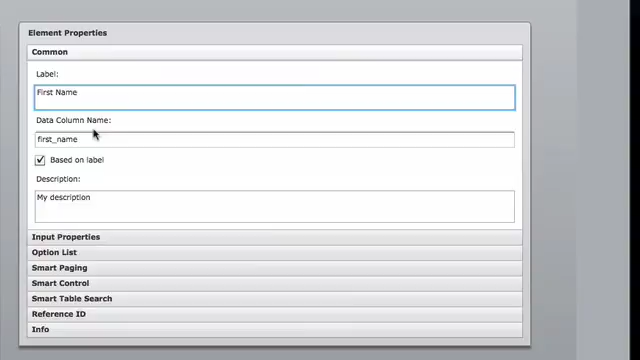 Element Properties
Common
Label:
First Name
Data Column Name:
first_name
Based on label
Description:
My description
Input Properties
Option List
Smart Paging
Smart Control
Smart Table Search
Reference ID
Info